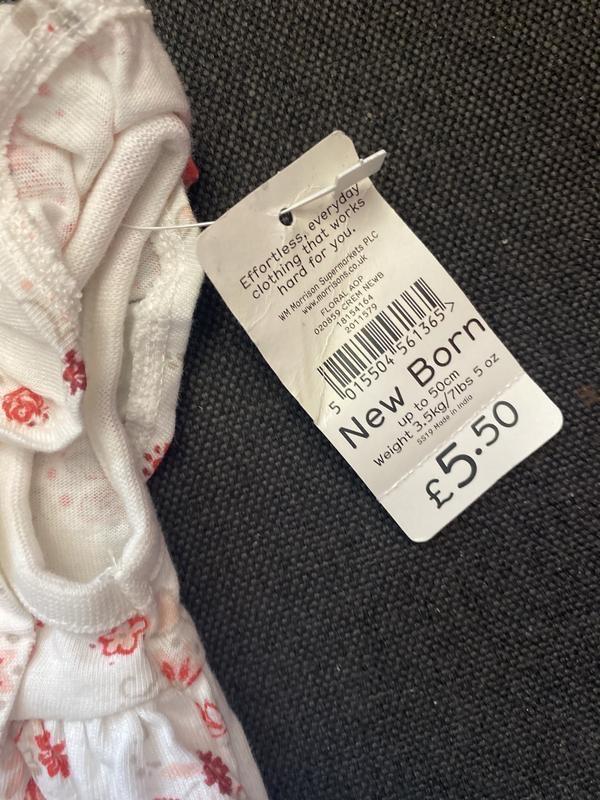 Effortless, everyday
clothing that works
hard for you.
WM Morrison Supermarkets PLC
www.morrisons.co.uk
FLORAL AOP
020859 CREM NEWB
18154164
2011579
5 015504 561365 >
New Born
up to 50cm
Weight 3.5kg/7lbs 5 oz
SS19 Made in India
£5.50